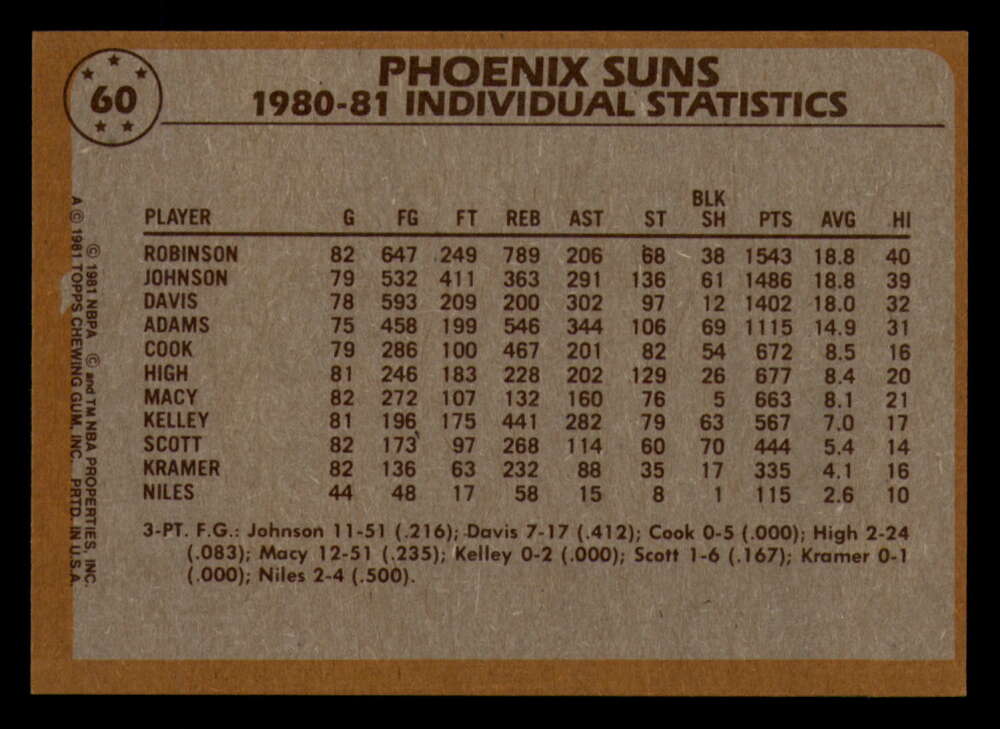 60
PHOENIX SUNS
1980-81 INDIVIDUAL STATISTICS
PLAYER G FG FT REB AST ST BLK SH PTS AVG HI
ROBINSON 82 647 249 789 206 68 38 1543 18.8 40
JOHNSON 79 532 411 363 291 136 61 1486 18.8 39
DAVIS 78 593 209 200 302 97 12 1402 18.0 32
ADAMS 75 458 199 546 344 106 69 1115 14.9 31
COOK 79 286 100 467 201 82 54 672 8.5 16
HIGH 81 246 183 228 202 129 26 677 8.4 20
MACY 82 272 107 132 160 76 5 663 8.1 21
KELLEY 81 196 175 441 282 79 63 567 7.0 17
SCOTT 82 173 97 268 114 60 70 444 5.4 14
KRAMER 82 136 63 232 88 35 17 335 4.1 16
NILES 44 48 17 58 15 8 1 115 2.6 10
3-PT. F.G.: Johnson 11-51 (.216); Davis 7-17 (.412); Cook 0-5 (.000); High 2-24
(.083); Macy 12-51 (.235); Kelley 0-2 (.000); Scott 1-6 (.167); Kramer 0-1
(.000); Niles 2-4 (.500).
© 1981 NBPA © and TM NBA PROPERTIES, INC.
A © 1981 TOPPS CHEWING GUM, INC. PRTD. IN U.S.A.